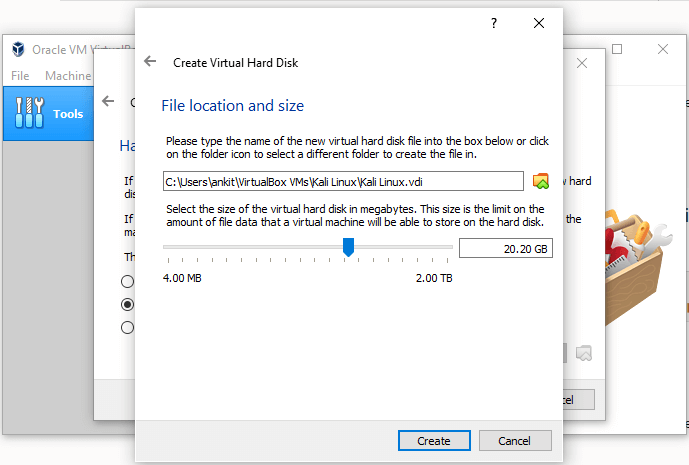 ?
Create Virtual Hard Disk
File location and size
Please type the name of the new virtual hard disk file into the box below or click
on the folder icon to select a different folder to create the file in.
C:\Users\ankit\VirtualBox VMs\Kali Linux\Kali Linux.vdi
Select the size of the virtual hard disk in megabytes. This size is the limit on the
amount of file data that a virtual machine will be able to store on the hard disk.
20.20 GB
4.00 MB
2.00 TB
Create
Cancel
Oracle VM VirtualBo
File Machine
Tools
Ha
If
w hard
dis
If
the
ma
Th
cel